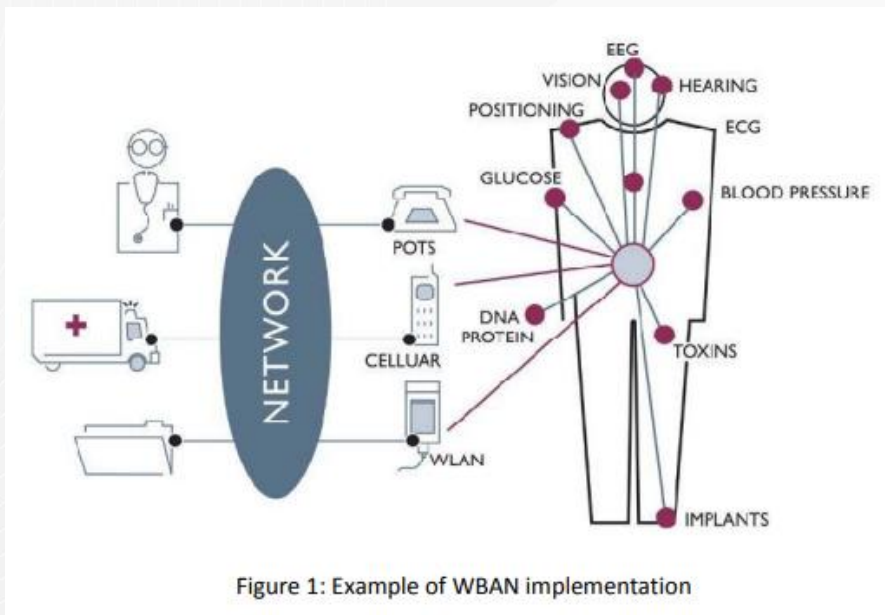 EEG
VISION
HEARING
POSITIONING
ECG
GLUCOSE
BLOOD PRESSURE
POTS
NETWORK
DNA
PROTEIN
CELLUAR
TOXINS
WLAN
IMPLANTS
Figure 1: Example of WBAN implementation